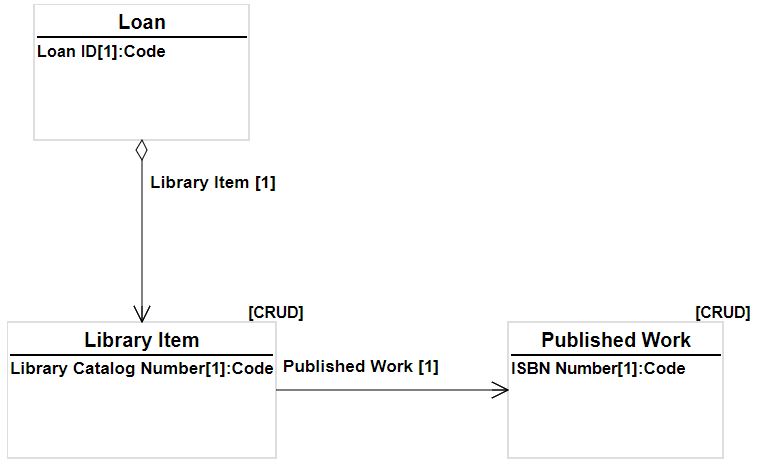 Loan
Loan ID[1]:Code
Library Item [1]
[CRUD]
Library Item
Library Catalog Number[1]:Code
Published Work [1]
[CRUD]
Published Work
ISBN Number[1]:Code